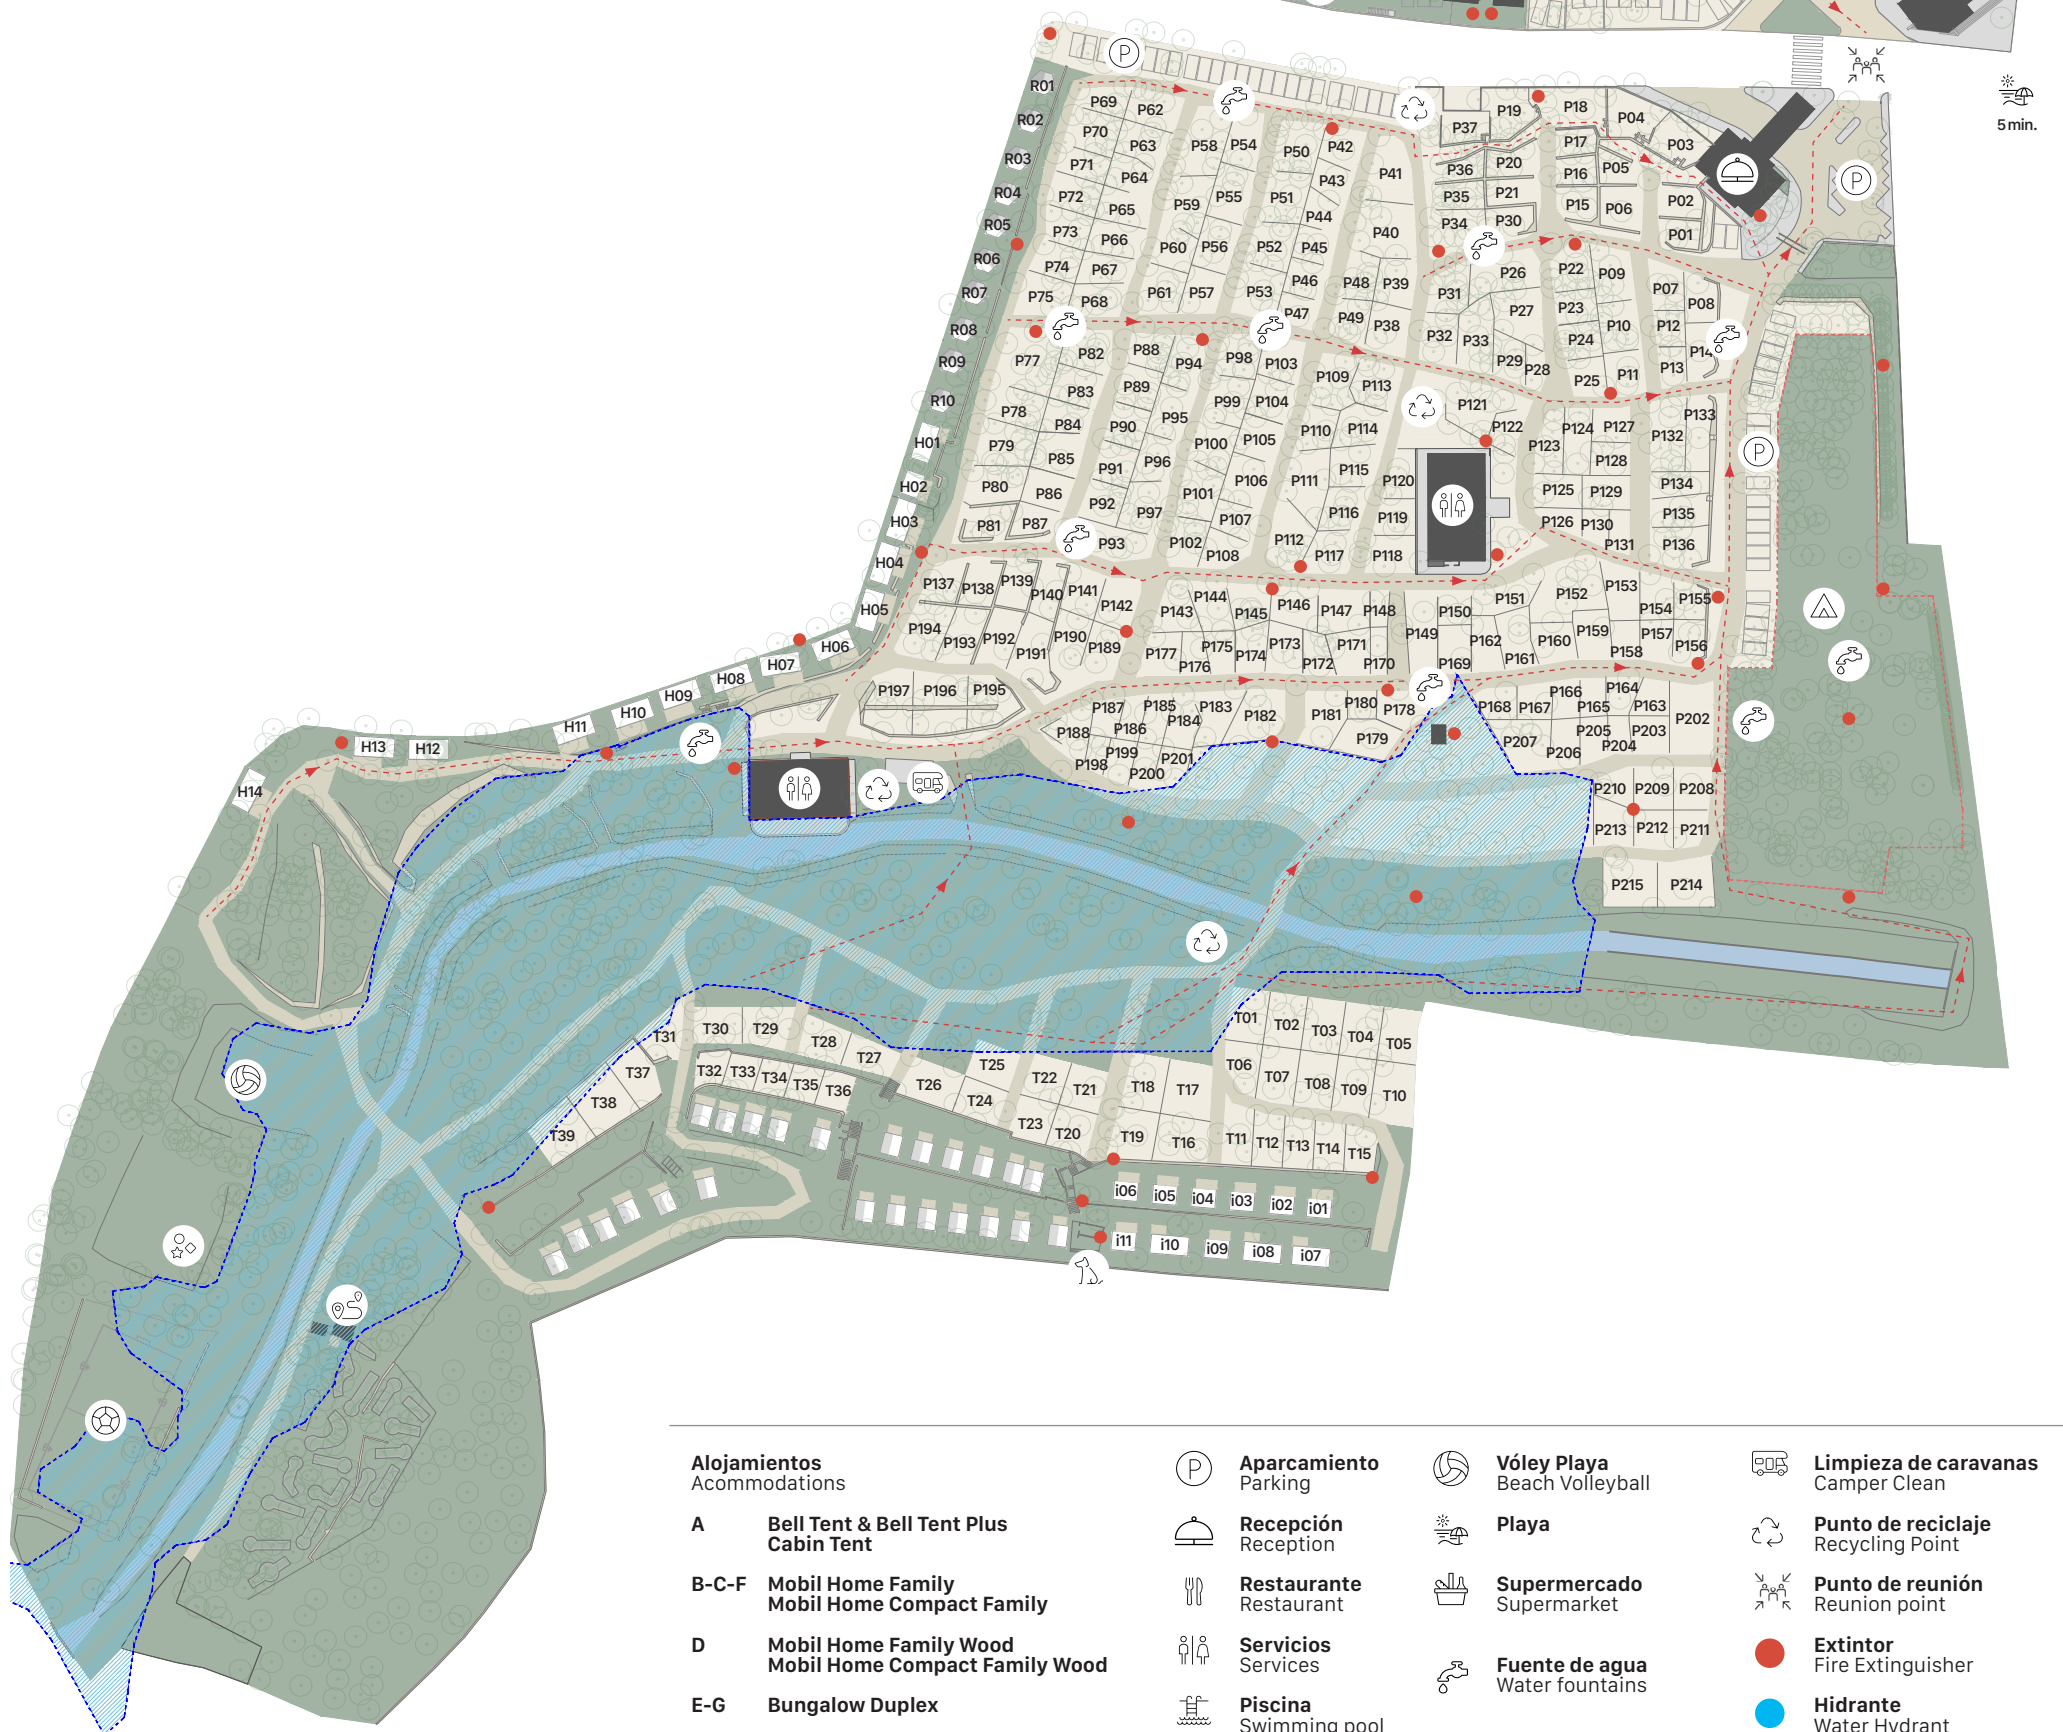 P
R01
R02
R03
R04
R05
R06
R07
R08
R09
R10
H01
H02
H03
H04
H05
H06
H07
H08
H09
H10
H11
H12
H13
H14
P69
P62
P70
P63
P71
P64
P72
P65
P73
P66
P74
P67
P75
P68
P58
P54
P59
P55
P60
P56
P61
P57
P50
P42
P51
P43
P44
P52
P45
P53
P46
P47
P41
P40
P48
P39
P49
P38
P37
P19
P18
P04
P03
P36
P20
P17
P05
P35
P21
P16
P34
P30
P15
P06
P02
P01
P
5 min.
P31
P26
P22
P09
P27
P23
P07
P08
P32
P33
P24
P10
P12
P14
P29
P28
P25
P11
P13
P77
P82
P88
P94
P98
P103
P109
P113
P78
P83
P89
P95
P99
P104
P110
P114
P79
P84
P90
P96
P100
P105
P111
P115
P120
P80
P85
P91
P97
P101
P106
P116
P119
P81
P86
P92
P102
P107
P112
P117
P118
P87
P93
P108
P121
P122
P123
P124
P127
P132
P133
P128
P125
P129
P134
P126
P130
P135
P131
P136
P
P137
P138
P139
P140
P141
P142
P143
P144
P145
P146
P147
P148
P149
P150
P151
P152
P153
P154
P155
P194
P193
P192
P191
P190
P189
P177
P176
P175
P174
P173
P172
P171
P170
P169
P162
P161
P160
P159
P158
P157
P156
P197
P196
P195
P188
P187
P186
P185
P184
P183
P182
P181
P180
P179
P178
P198
P199
P200
P201
P168
P167
P166
P165
P164
P163
P202
P207
P206
P205
P204
P203
P210
P209
P208
P213
P212
P211
P215
P214
T31
T30
T29
T28
T27
T37
T32
T33
T34
T35
T36
T38
T39
T26
T25
T24
T22
T21
T23
T20
T18
T17
T19
T16
T01
T02
T03
T04
T05
T06
T07
T08
T09
T10
T11
T12
T13
T14
T15
i06
i05
i04
i03
i02
i01
i11
i10
i09
i08
i07
Alojamientos
Acommodations
A Bell Tent & Bell Tent Plus
Cabin Tent
B-C-F Mobil Home Family
Mobil Home Compact Family
D Mobil Home Family Wood
Mobil Home Compact Family Wood
E-G Bungalow Duplex
P Aparcamiento
Parking
Recepción
Reception
Restaurante
Restaurant
Servicios
Services
Piscina
Swimming pool
Vóley Playa
Beach Volleyball
Playa
Supermercado
Supermarket
Fuente de agua
Water fountains
Limpieza de caravanas
Camper Clean
Punto de reciclaje
Recycling Point
Punto de reunión
Reunion point
Extintor
Fire Extinguisher
Hidrante
Water Hydrant